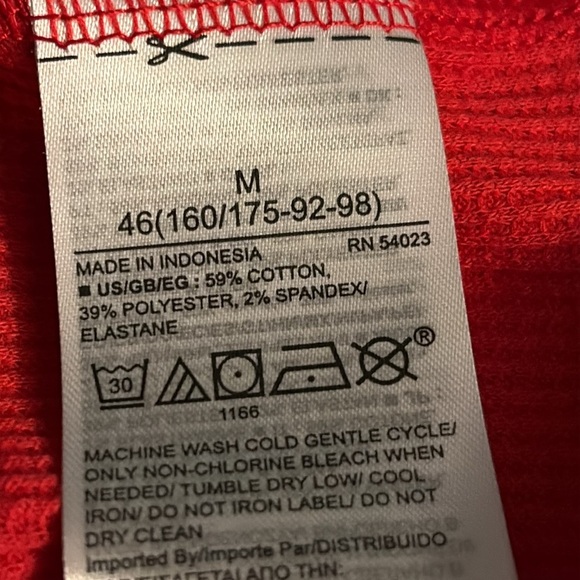 M
46(160/175-92-98)
MADE IN INDONESIA RN 54023
■ US/GB/EG : 59% COTTON,
39% POLYESTER, 2% SPANDEX/
ELASTANE
30 ®
1166
MACHINE WASH COLD GENTLE CYCLE/
ONLY NON-CHLORINE BLEACH WHEN
NEEDED/ TUMBLE DRY LOW/ COOL
IRON/ DO NOT IRON LABEL/ DO NOT
DRY CLEAN
Imported By/Importe Par/DISTRIBUIDO